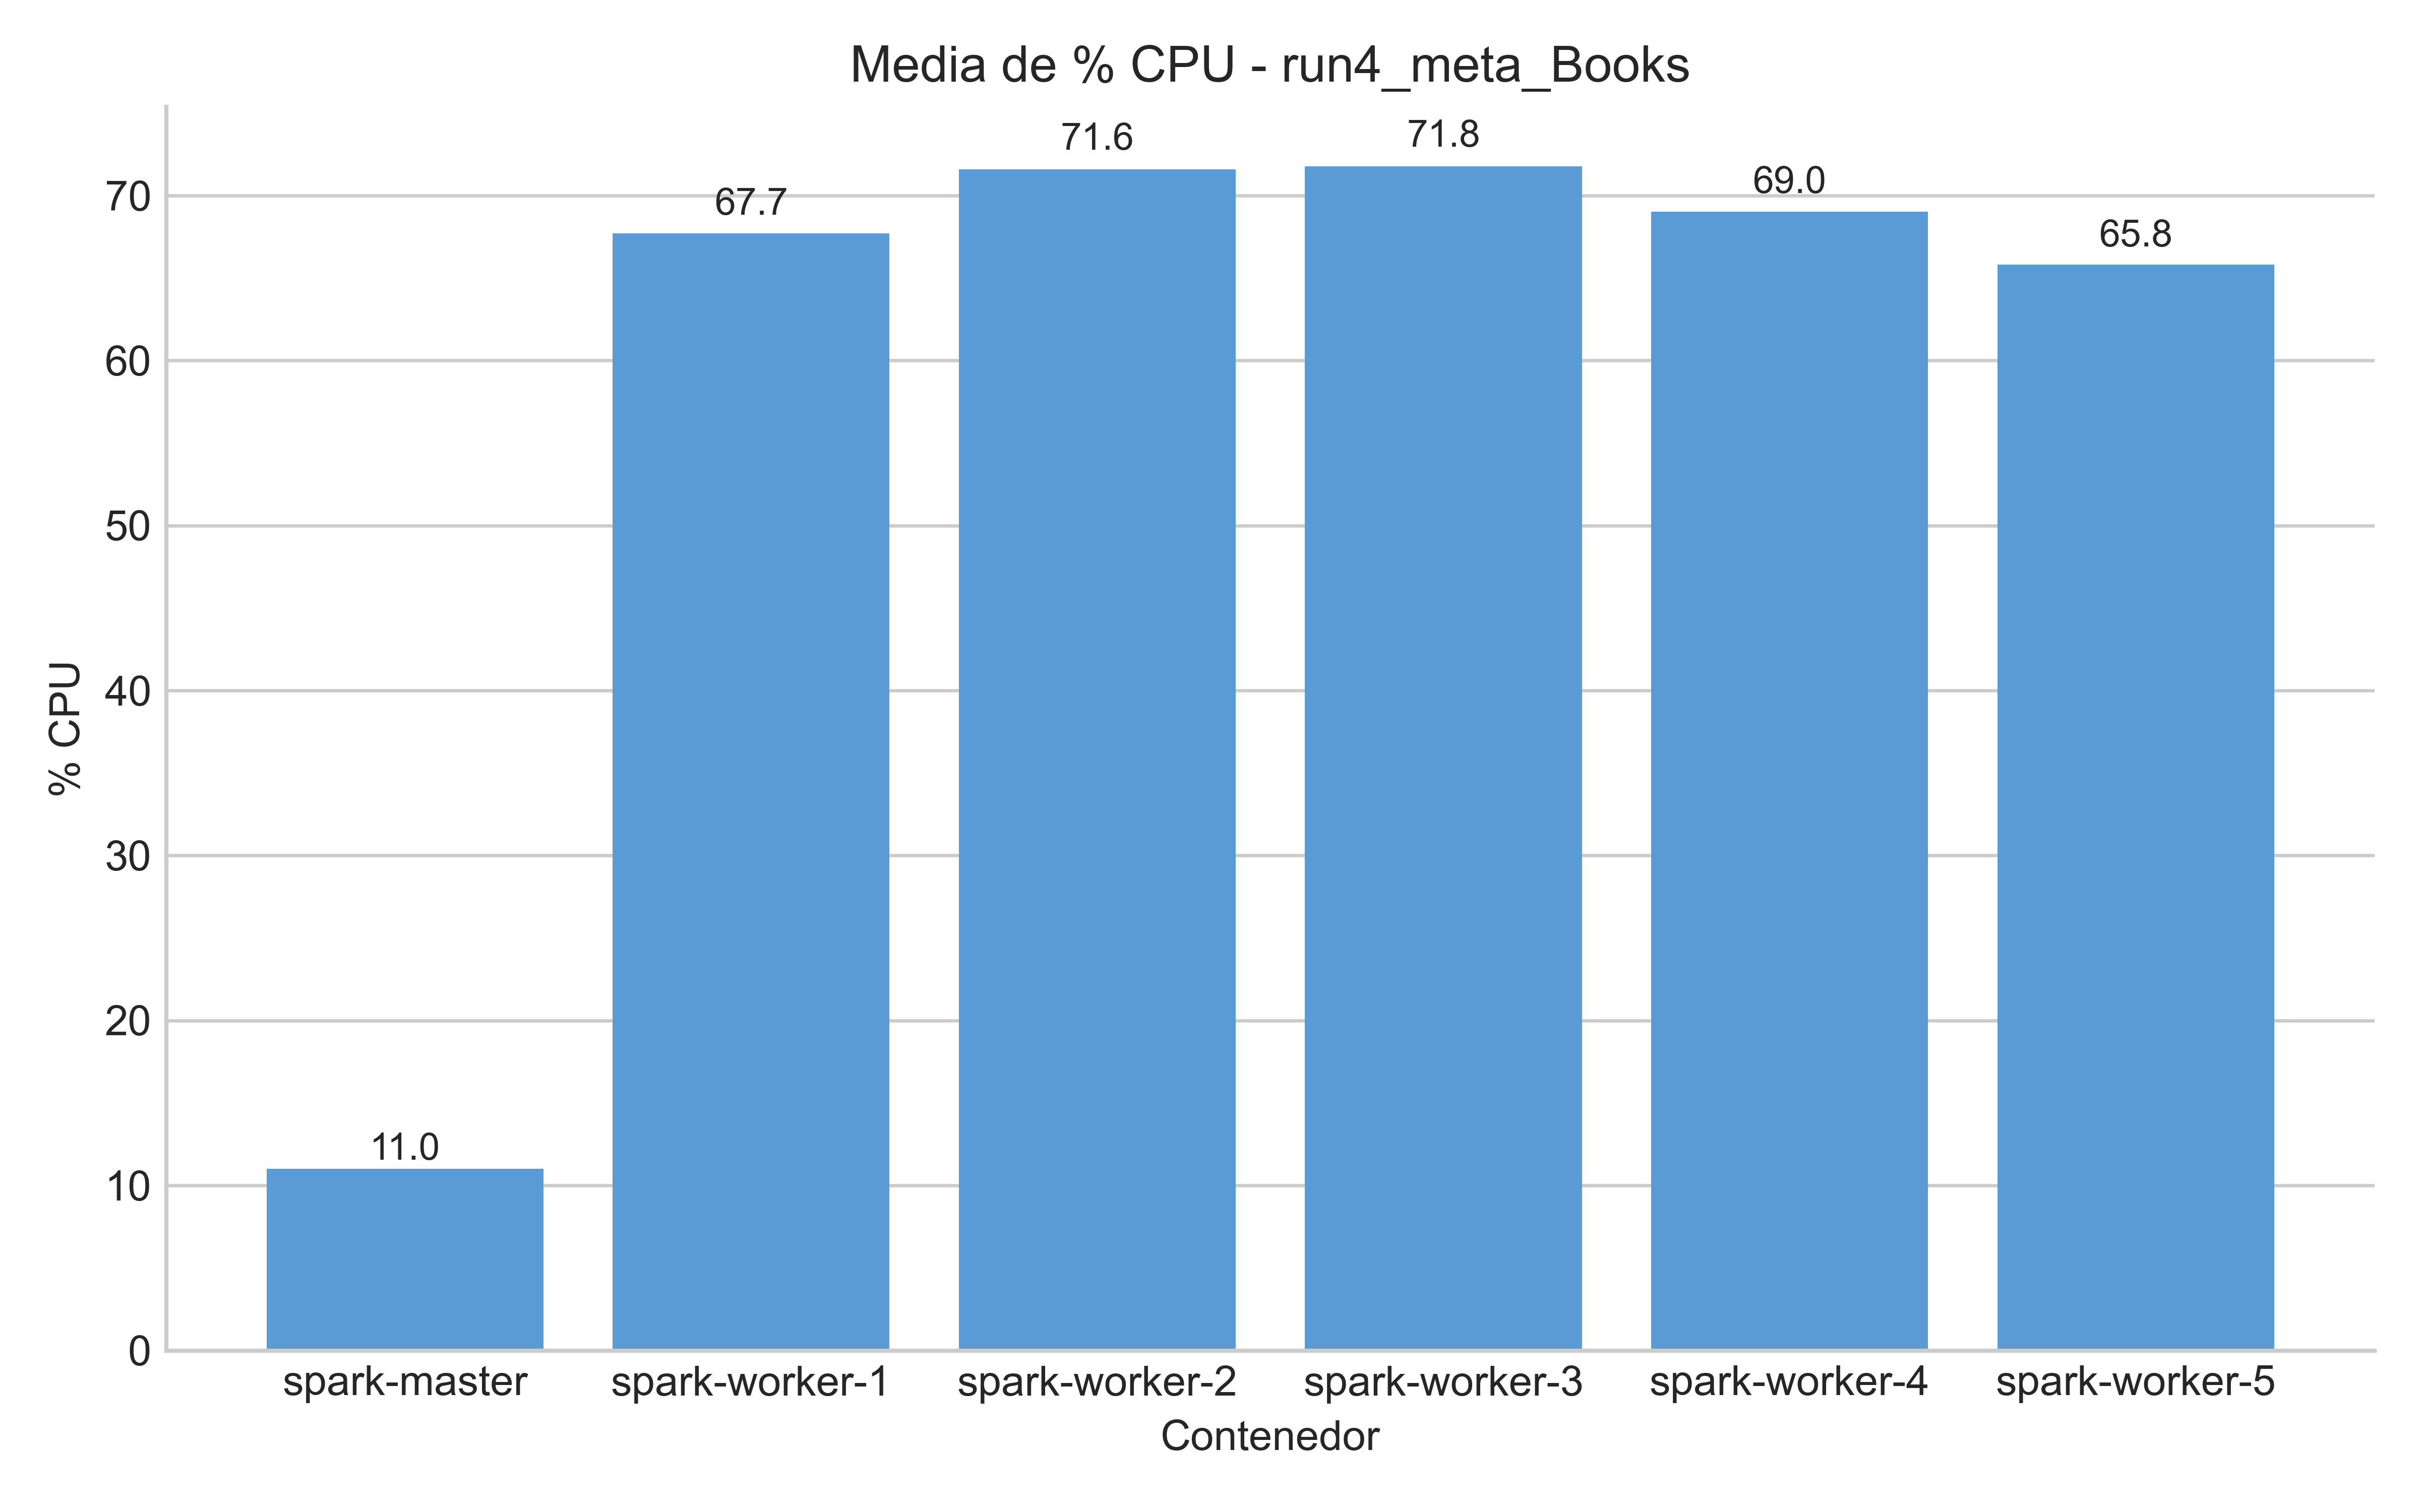 Media de % CPU - run4_meta_Books
71.6
71.8
67.7
69.0
65.8
11.0
70
60
50
40
30
20
10
0
% CPU
spark-master
spark-worker-1
spark-worker-2
spark-worker-3
spark-worker-4
spark-worker-5
Contenedor